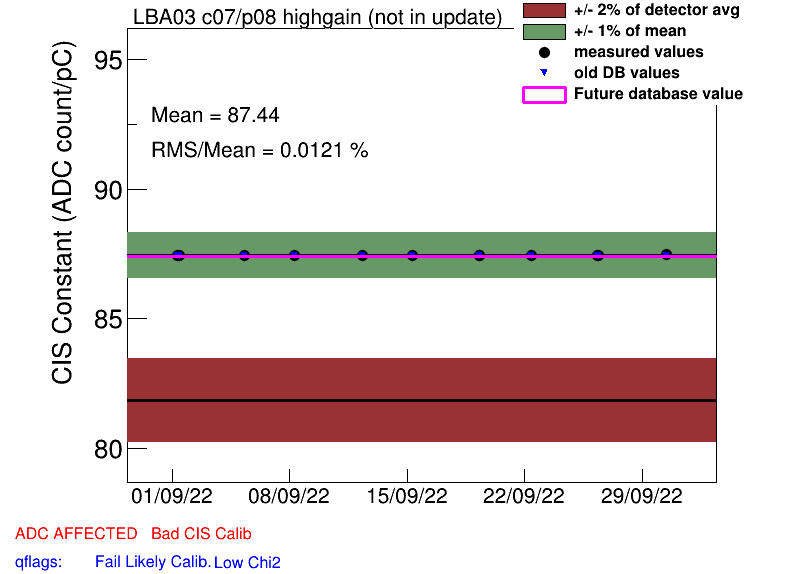 LBA03 c07/p08 highgain (not in update)
+/- 2% of detector avg
+/- 1% of mean
measured values
old DB values
Future database value
CIS Constant (ADC count/pC)
95
90
85
80
Mean = 87.44
RMS/Mean = 0.0121 %
01/09/22 08/09/22 15/09/22 22/09/22 29/09/22
ADC AFFECTED Bad CIS Calib
qflags: Fail Likely Calib. Low Chi2